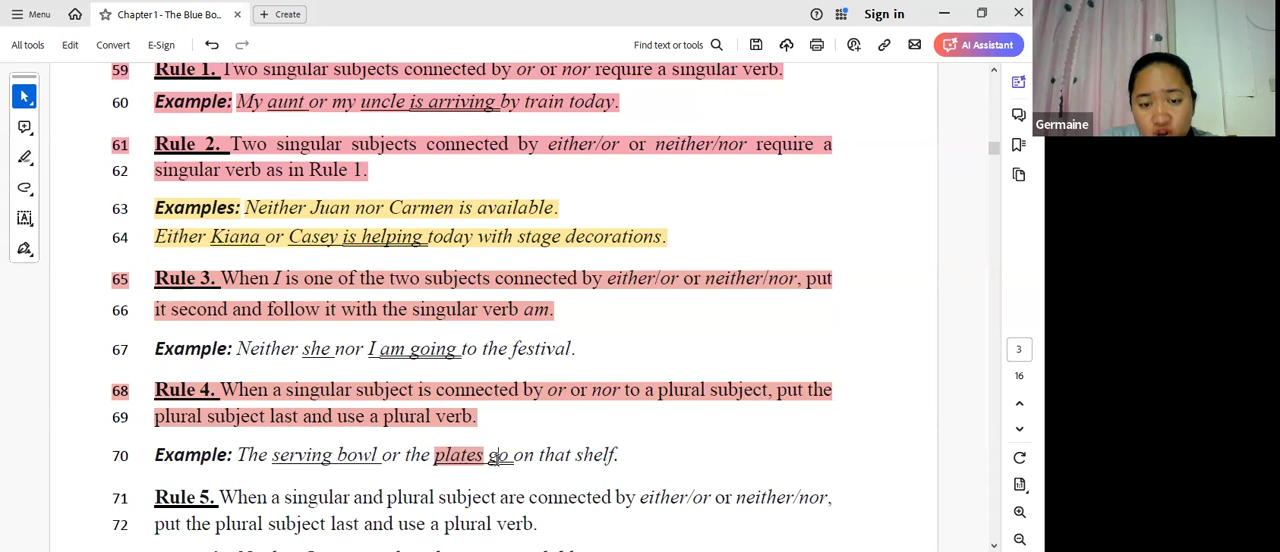 Menu
Chapter 1 - The Blue Bo...
Create
Sign in
All tools
Edit
Convert
E-Sign
Find text or tools
AI Assistant
59 Rule 1. Two singular subjects connected by or or nor require a singular verb.
60 Example: My aunt or my uncle is arriving by train today.
61 Rule 2. Two singular subjects connected by either/or or neither/nor require a
62 singular verb as in Rule 1.
63 Examples: Neither Juan nor Carmen is available.
64 Either Kiana or Casey is helping today with stage decorations.
65 Rule 3. When I is one of the two subjects connected by either/or or neither/nor, put
66 it second and follow it with the singular verb am.
67 Example: Neither she nor I am going to the festival.
68 Rule 4. When a singular subject is connected by or or nor to a plural subject, put the
69 plural subject last and use a plural verb.
70 Example: The serving bowl or the plates go on that shelf.
71 Rule 5. When a singular and plural subject are connected by either/or or neither/nor,
72 put the plural subject last and use a plural verb.
3
16
Germaine